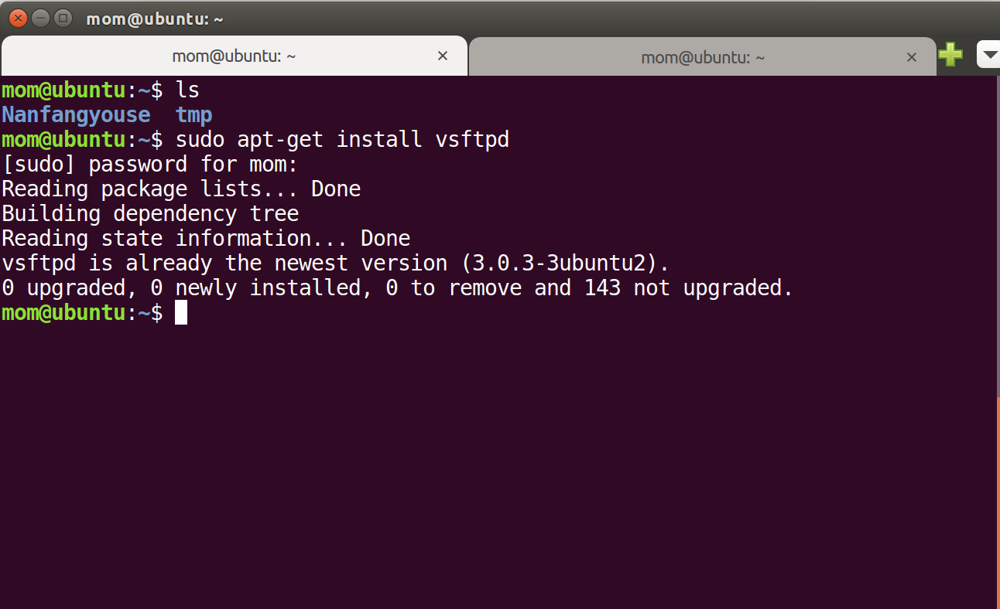 mom@ubuntu: ~
mom@ubuntu: ~
mom@ubuntu: ~
mom@ubuntu:~$ ls
Nanfangyouse  tmp
mom@ubuntu:~$ sudo apt-get install vsftpd
[sudo] password for mom:
Reading package lists... Done
Building dependency tree
Reading state information... Done
vsftpd is already the newest version (3.0.3-3ubuntu2).
0 upgraded, 0 newly installed, 0 to remove and 143 not upgraded.
mom@ubuntu:~$